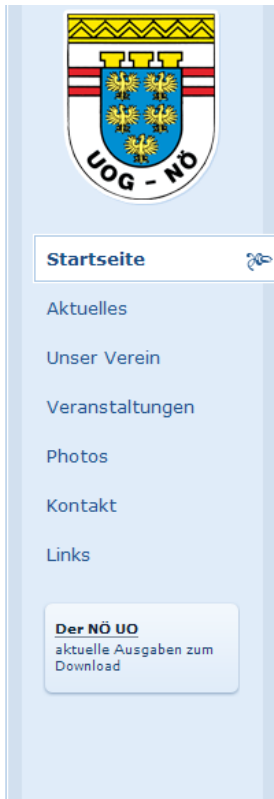 UOG - NÖ
Startseite
Aktuelles
Unser Verein
Veranstaltungen
Photos
Kontakt
Links
Der NÖ UO
aktuelle Ausgaben zum
Download